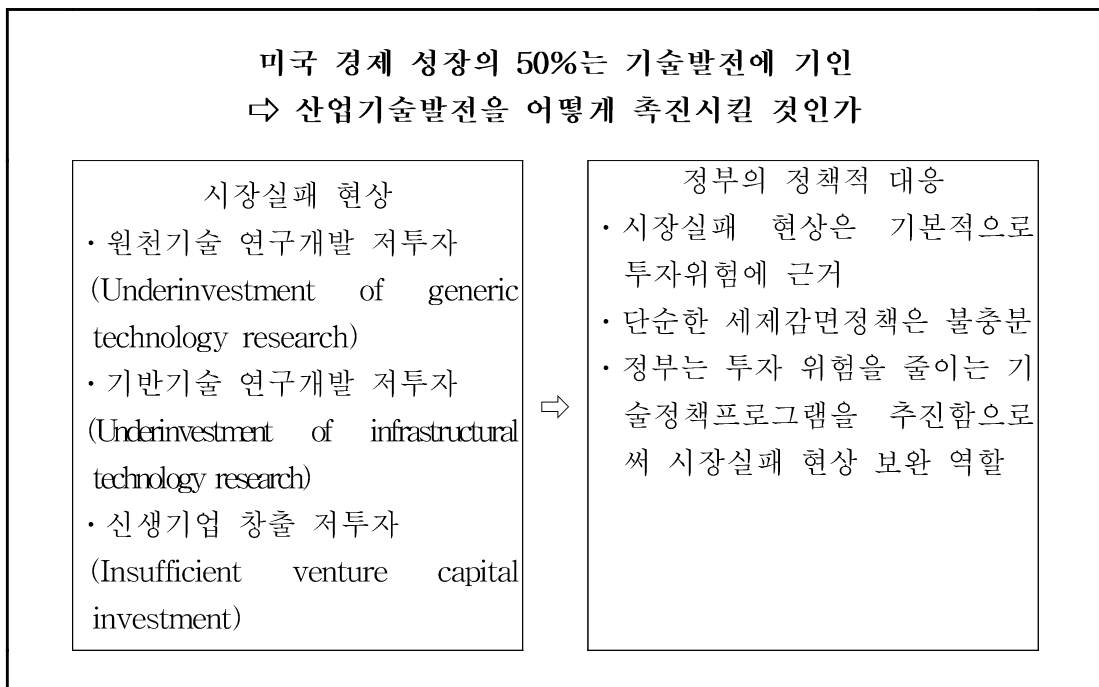 미국 경제 성장의 50%는 기술발전에 기인
⇨ 산업기술발전을 어떻게 촉진시킬 것인가
시장실패 현상
· 원천기술 연구개발 저투자
(Underinvestment of generic
technology research)
· 기반기술 연구개발 저투자
(Underinvestment of infrastructural
technology research)
· 신생기업 창출 저투자
(Insufficient venture capital
investment)
⇨
정부의 정책적 대응
· 시장실패 현상은 기본적으로
투자위험에 근거
· 단순한 세제감면정책은 불충분
· 정부는 투자 위험을 줄이는 기
술정책프로그램을 추진함으로
써 시장실패 현상 보완 역할